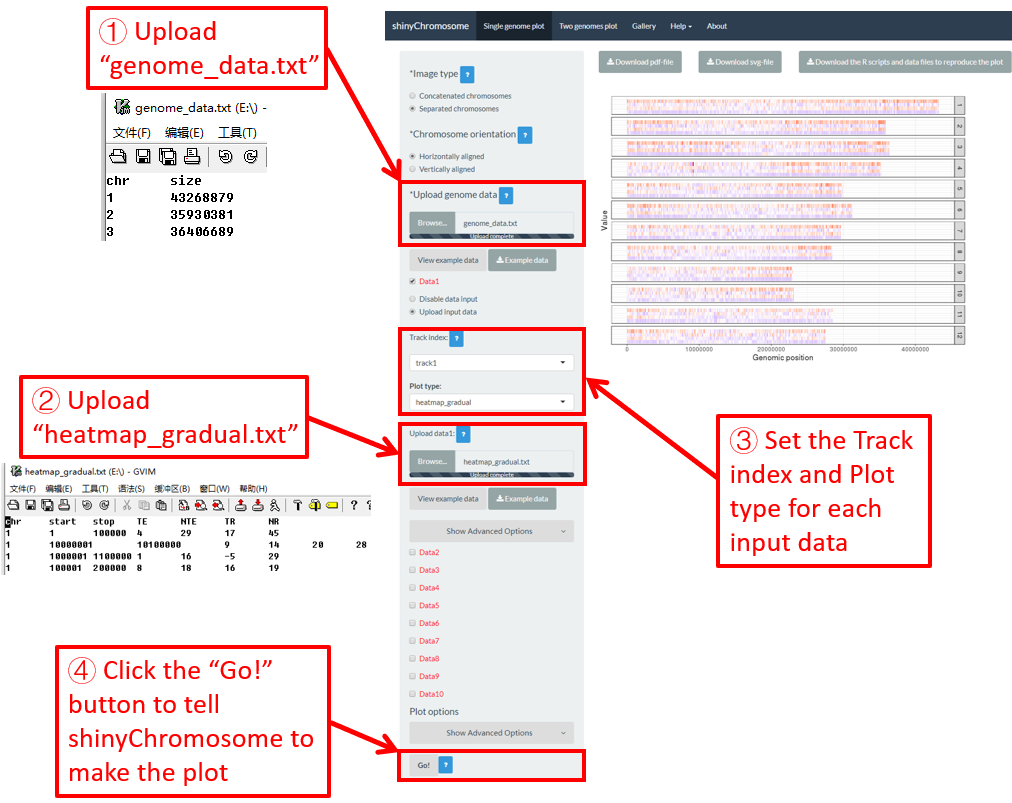 ① Upload
“genome_data.txt”
genome_data.txt (E:\) -
文件(F) 编辑(E) 工具(T)
chr size
1 43268879
2 35930381
3 36406689
② Upload
“heatmap_gradual.txt”
heatmap_gradual.txt (E:\) - GVIM
文件(F) 编辑(E) 工具(T) 语法(S) 缓冲区(B) 窗口(W) 帮助(H)
chr start stop TE NTE TR NR
1 1 100000 4 29 17 45
1 10000001 10100000 9 14 20 28
1 1000001 1100000 1 16 -5 29
1 100001 200000 8 18 16 19
④ Click the “Go!”
button to tell
shinyChromosome to
make the plot
shinyChromosome Single genome plot Two genomes plot Gallery Help About
*Image type ?
Concatenated chromosomes
Separated chromosomes
*Chromosome orientation ?
Horizontally aligned
Vertically aligned
*Upload genome data ?
Browse... genome_data.txt
Upload complete
View example data Example data
Data1
Disable data input
Upload input data
Track index: ?
track1
Plot type:
heatmap_gradual
Upload data1: ?
Browse... heatmap_gradual.txt
Upload complete
View example data Example data
Show Advanced Options
Data2
Data3
Data4
Data5
Data6
Data7
Data8
Data9
Data10
Plot options
Show Advanced Options
Go! ?
Download pdf-file Download svg-file Download the R scripts and data files to reproduce the plot
Value
1
2
3
4
5
6
7
8
9
10
11
12
0 10000000 20000000 30000000 40000000
Genomic position
③ Set the Track
index and Plot
type for each
input data